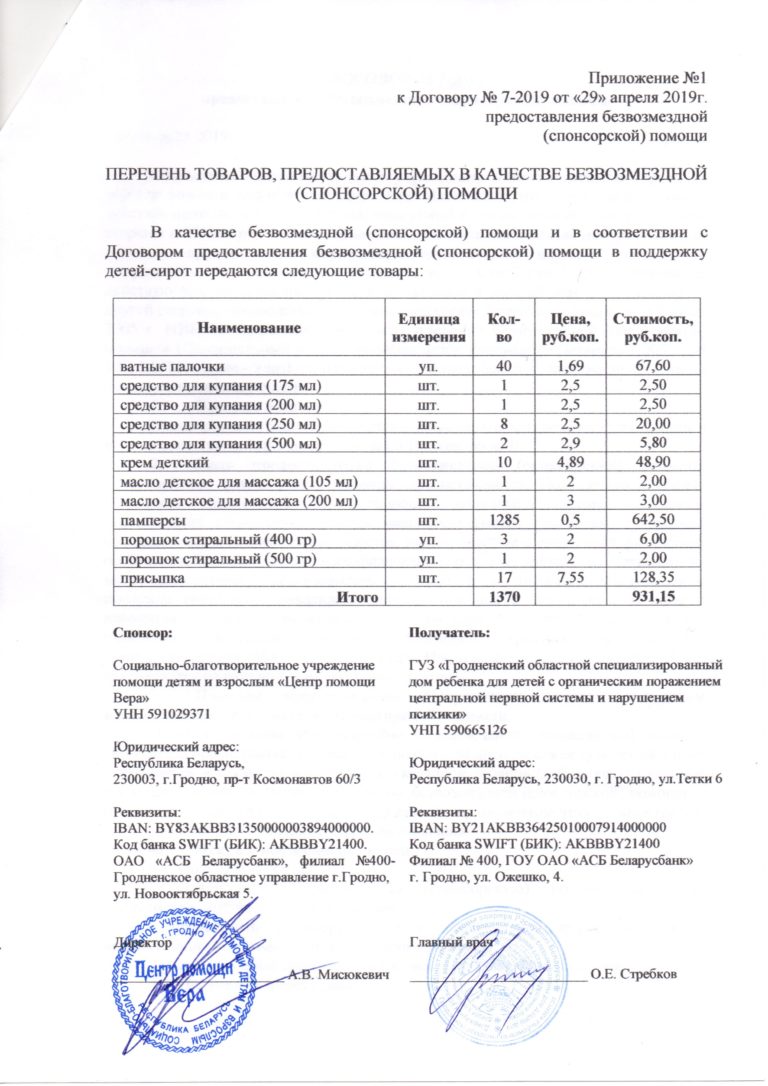 Приложение №1
к Договору № 7-2019 от «29» апреля 2019г.
предоставления безвозмездной
(спонсорской) помощи
ПЕРЕЧЕНЬ ТОВАРОВ, ПРЕДОСТАВЛЯЕМЫХ В КАЧЕСТВЕ БЕЗВОЗМЕЗДНОЙ
(СПОНСОРСКОЙ) ПОМОЩИ
В качестве безвозмездной (спонсорской) помощи и в соответствии с
Договором предоставления безвозмездной (спонсорской) помощи в поддержку
детей-сирот передаются следующие товары:
Наименование Единица измерения Кол-во Цена, руб.коп. Стоимость, руб.коп.
ватные палочки уп. 40 1,69 67,60
средство для купания (175 мл) шт. 1 2,5 2,50
средство для купания (200 мл) шт. 1 2,5 2,50
средство для купания (250 мл) шт. 8 2,5 20,00
средство для купания (500 мл) шт. 2 2,9 5,80
крем детский шт. 10 4,89 48,90
масло детское для массажа (105 мл) шт. 1 2 2,00
масло детское для массажа (200 мл) шт. 1 3 3,00
памперсы шт. 1285 0,5 642,50
порошок стиральный (400 гр) уп. 3 2 6,00
порошок стиральный (500 гр) уп. 1 2 2,00
присыпка шт. 17 7,55 128,35
Итого 1370 931,15
Спонсор:
Социально-благотворительное учреждение
помощи детям и взрослым «Центр помощи
Вера»
УНН 591029371
Юридический адрес:
Республика Беларусь,
230003, г.Гродно, пр-т Космонавтов 60/3
Реквизиты:
IBAN: BY83AKBB31350000003894000000.
Код банка SWIFT (БИК): AKBBBY21400.
ОАО «АСБ Беларусбанк», филиал №400-
Гродненское областное управление г.Гродно,
ул. Новооктябрьская 5.
Директор
А.В. Мисюкевич
СОЦИАЛЬНО-БЛАГОТВОРИТЕЛЬНОЕ УЧРЕЖДЕНИЕ ПОМОЩИ ДЕТЯМ И ВЗРОСЛЫМ
г. ГРОДНО
Центр помощи
Вера
РЕСПУБЛИКА БЕЛАРУСЬ
Получатель:
ГУЗ «Гродненский областной специализированный
дом ребенка для детей с органическим поражением
центральной нервной системы и нарушением
психики»
УНП 590665126
Юридический адрес:
Республика Беларусь, 230030, г. Гродно, ул.Тетки 6
Реквизиты:
IBAN: BY21AKBB36425010007914000000
Код банка SWIFT (БИК): AKBBBY21400
Филиал № 400, ГОУ ОАО «АСБ Беларусбанк»
г. Гродно, ул. Ожешко, 4.
Главный врач
О.Е. Стребков